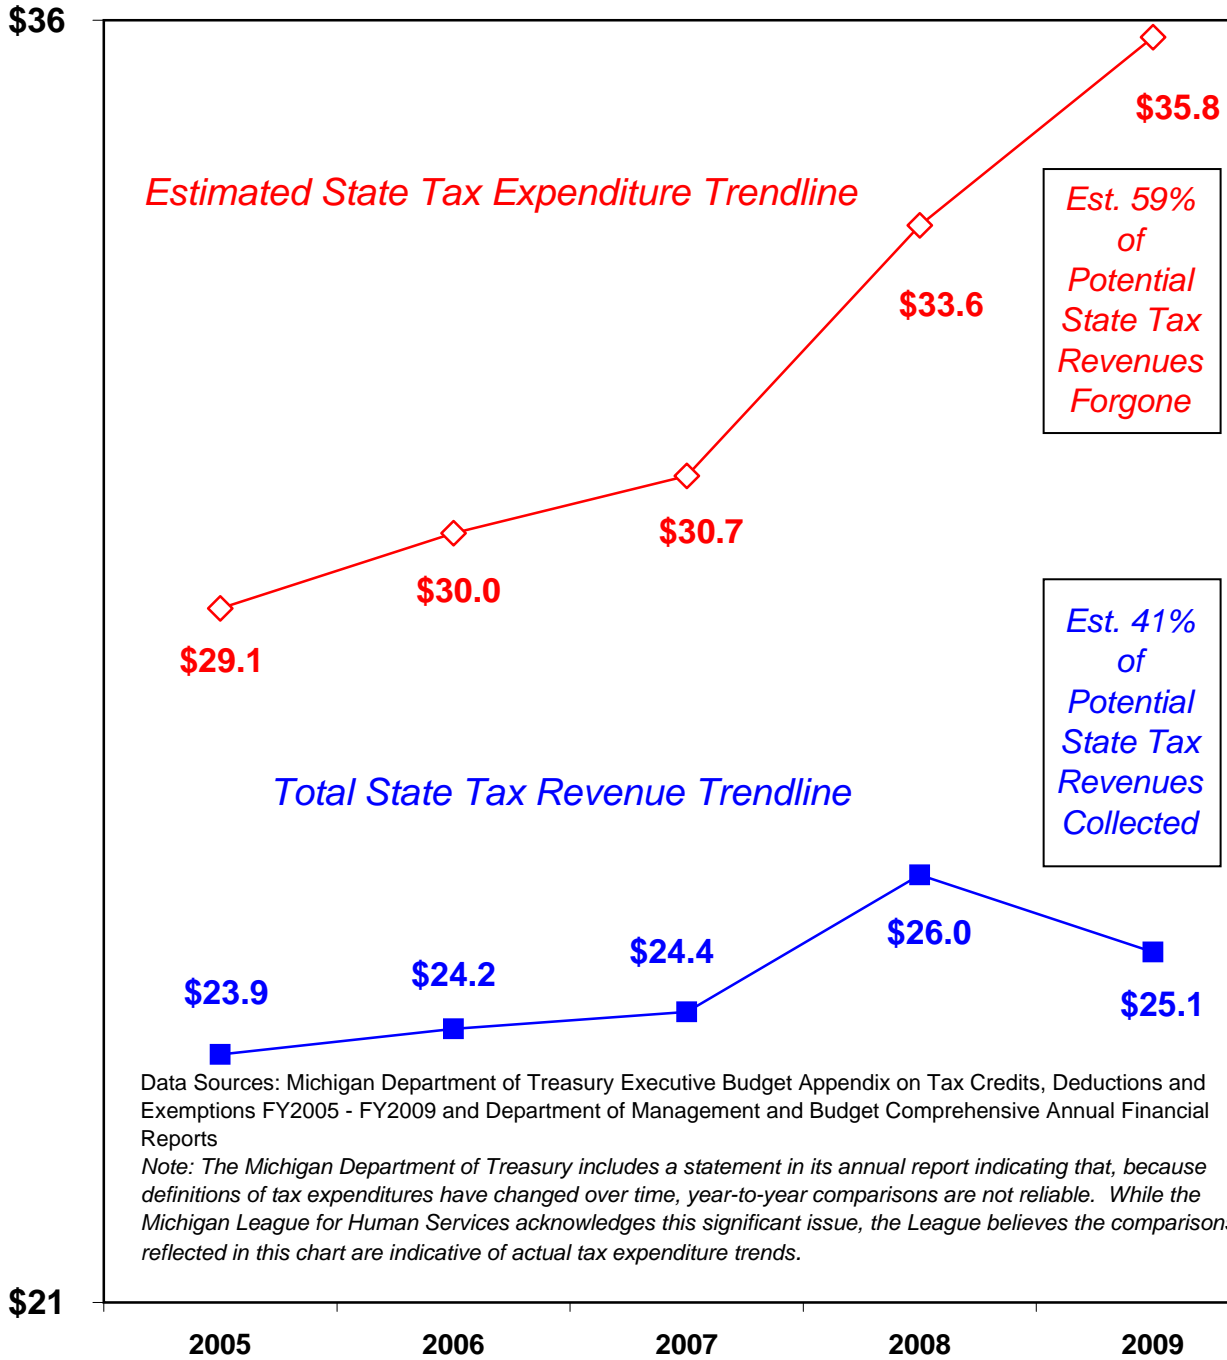 $36
$35.8
Estimated State Tax Expenditure Trendline
Est. 59%
of
Potential
State Tax
Revenues
Forgone
$33.6
$30.7
$30.0
$29.1
Est. 41%
of
Potential
State Tax
Revenues
Collected
Total State Tax Revenue Trendline
$23.9
$24.2
$24.4
$26.0
$25.1
Data Sources: Michigan Department of Treasury Executive Budget Appendix on Tax Credits, Deductions and
Exemptions FY2005 - FY2009 and Department of Management and Budget Comprehensive Annual Financial
Reports
Note: The Michigan Department of Treasury includes a statement in its annual report indicating that, because
definitions of tax expenditures have changed over time, year-to-year comparisons are not reliable.  While the
Michigan League for Human Services acknowledges this significant issue, the League believes the comparisons
reflected in this chart are indicative of actual tax expenditure trends.
$21
2005 2006 2007 2008 2009